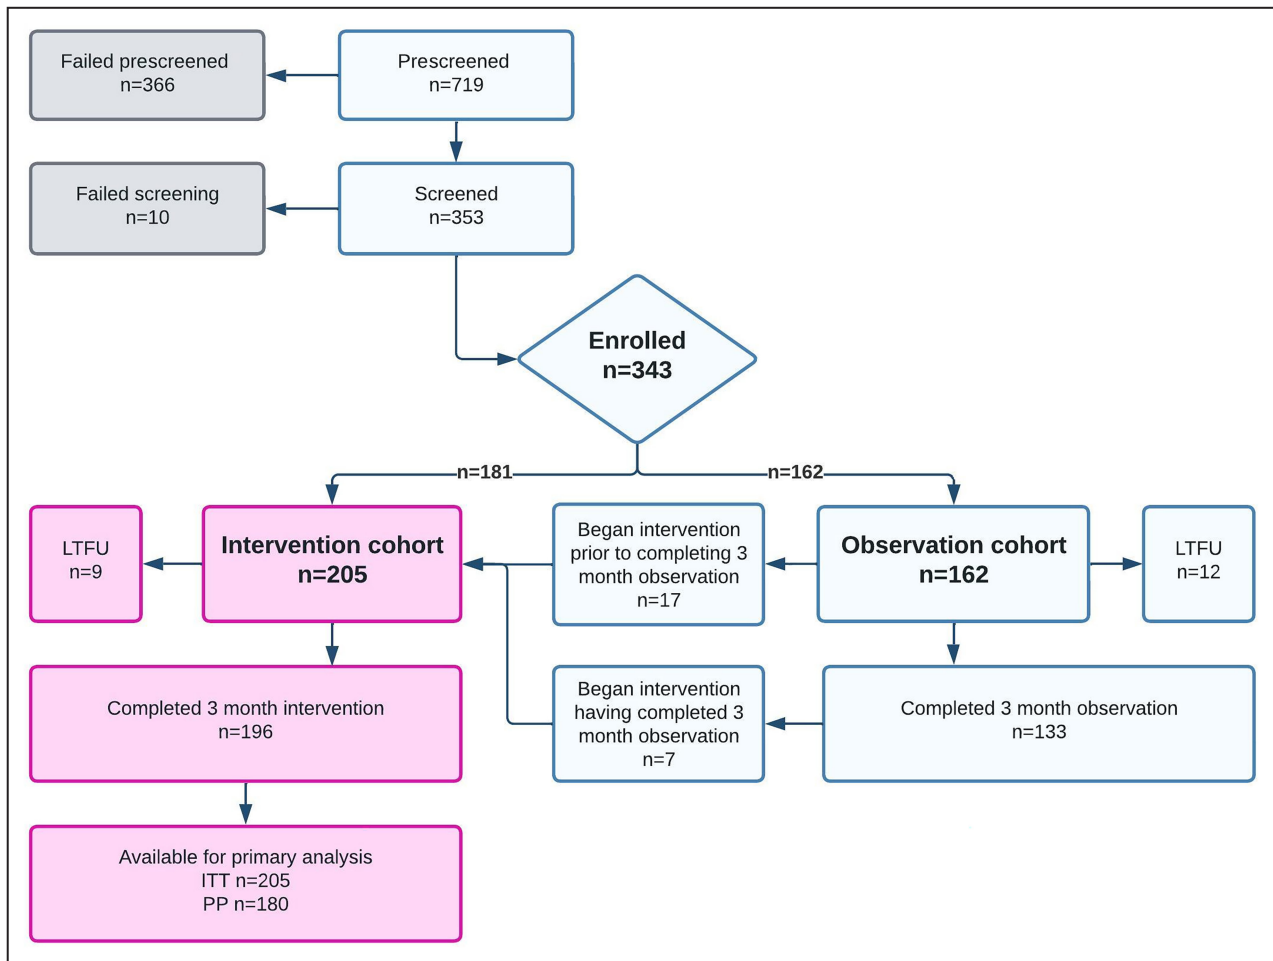 Failed prescreened
n=366
Prescreened
n=719
Failed screening
n=10
Screened
n=353
Enrolled
n=343
n=181
n=162
LTFU
n=9
Intervention cohort
n=205
Began intervention
prior to completing 3
month observation
n=17
Observation cohort
n=162
LTFU
n=12
Completed 3 month intervention
n=196
Began intervention
having completed 3
month observation
n=7
Completed 3 month observation
n=133
Available for primary analysis
ITT n=205
PP n=180